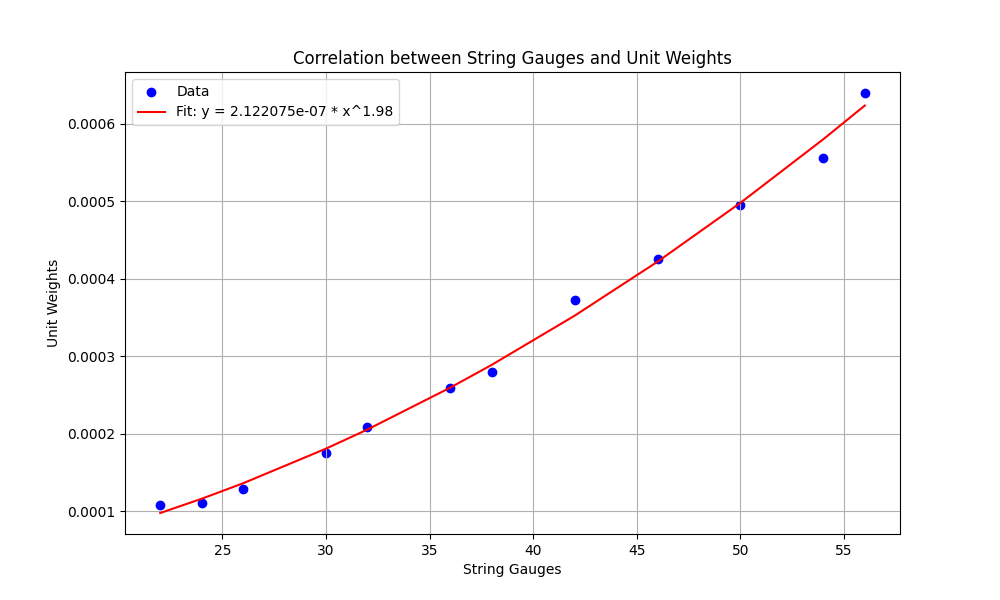 Correlation between String Gauges and Unit Weights
Data
Fit: y = 2.122075e-07 * x^1.98
0.0006
0.0005
0.0004
0.0003
0.0002
0.0001
Unit Weights
25
30
35
40
45
50
55
String Gauges